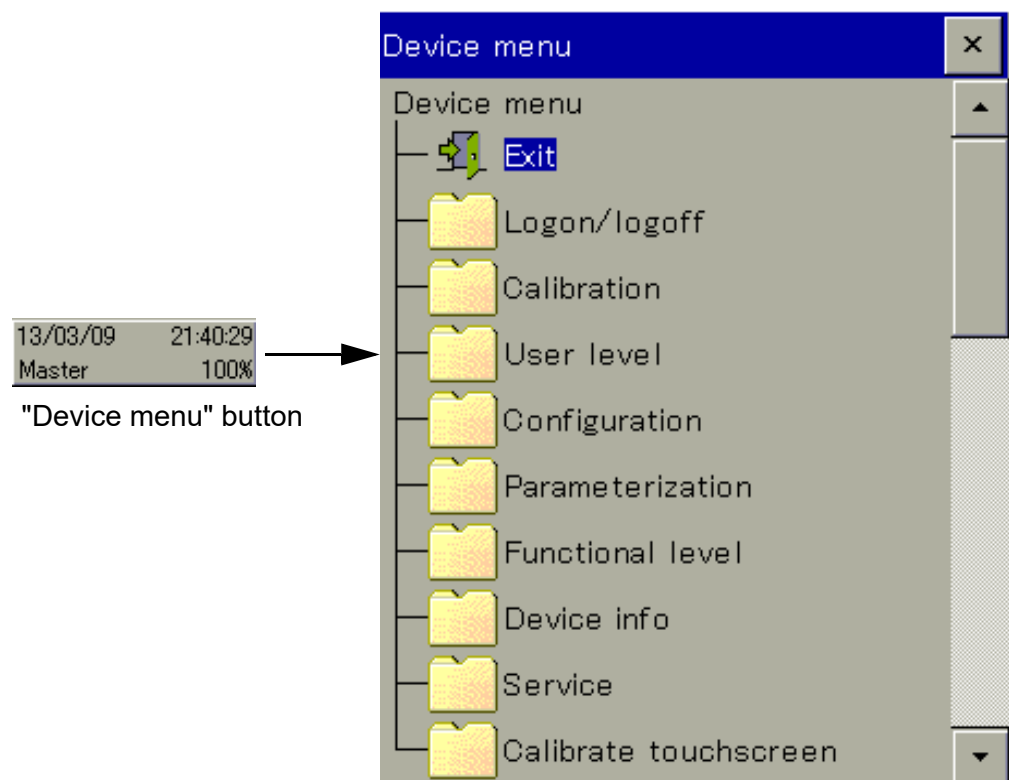 Device menu
Device menu
Exit
Logon/logoff
Calibration
User level
Configuration
Parameterization
Functional level
Device info
Service
Calibrate touchscreen
13/03/09 21:40:29
Master 100%
"Device menu" button